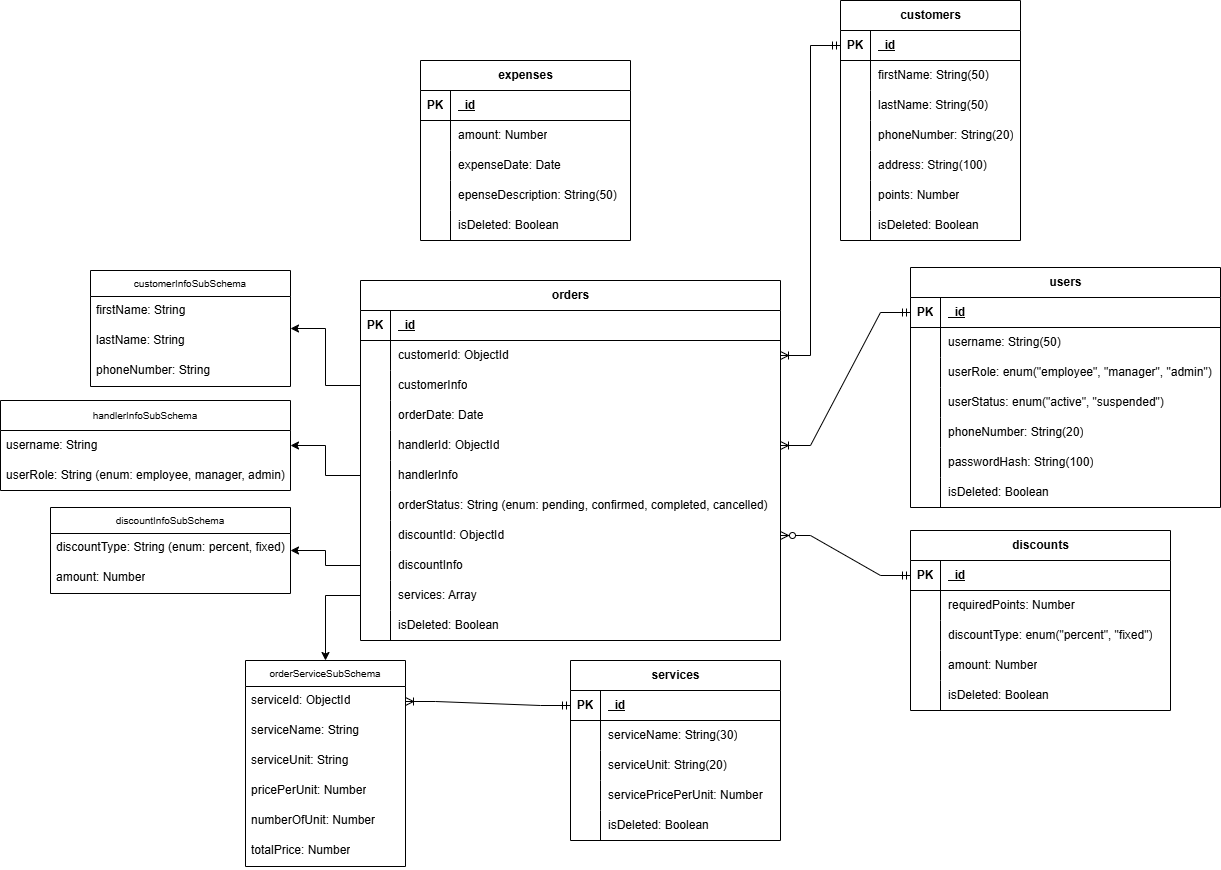 customers
PK _id
firstName: String(50)
lastName: String(50)
phoneNumber: String(20)
address: String(100)
points: Number
isDeleted: Boolean
expenses
PK _id
amount: Number
expenseDate: Date
epenseDescription: String(50)
isDeleted: Boolean
customerInfoSubSchema
firstName: String
lastName: String
phoneNumber: String
handlerInfoSubSchema
username: String
userRole: String (enum: employee, manager, admin)
discountInfoSubSchema
discountType: String (enum: percent, fixed)
amount: Number
orders
PK _id
customerId: ObjectId
customerInfo
orderDate: Date
handlerId: ObjectId
handlerInfo
orderStatus: String (enum: pending, confirmed, completed, cancelled)
discountId: ObjectId
discountInfo
services: Array
isDeleted: Boolean
users
PK _id
username: String(50)
userRole: enum("employee", "manager", "admin")
userStatus: enum("active", "suspended")
phoneNumber: String(20)
passwordHash: String(100)
isDeleted: Boolean
discounts
PK _id
requiredPoints: Number
discountType: enum("percent", "fixed")
amount: Number
isDeleted: Boolean
orderServiceSubSchema
serviceId: ObjectId
serviceName: String
serviceUnit: String
pricePerUnit: Number
numberOfUnit: Number
totalPrice: Number
services
PK _id
serviceName: String(30)
serviceUnit: String(20)
servicePricePerUnit: Number
isDeleted: Boolean